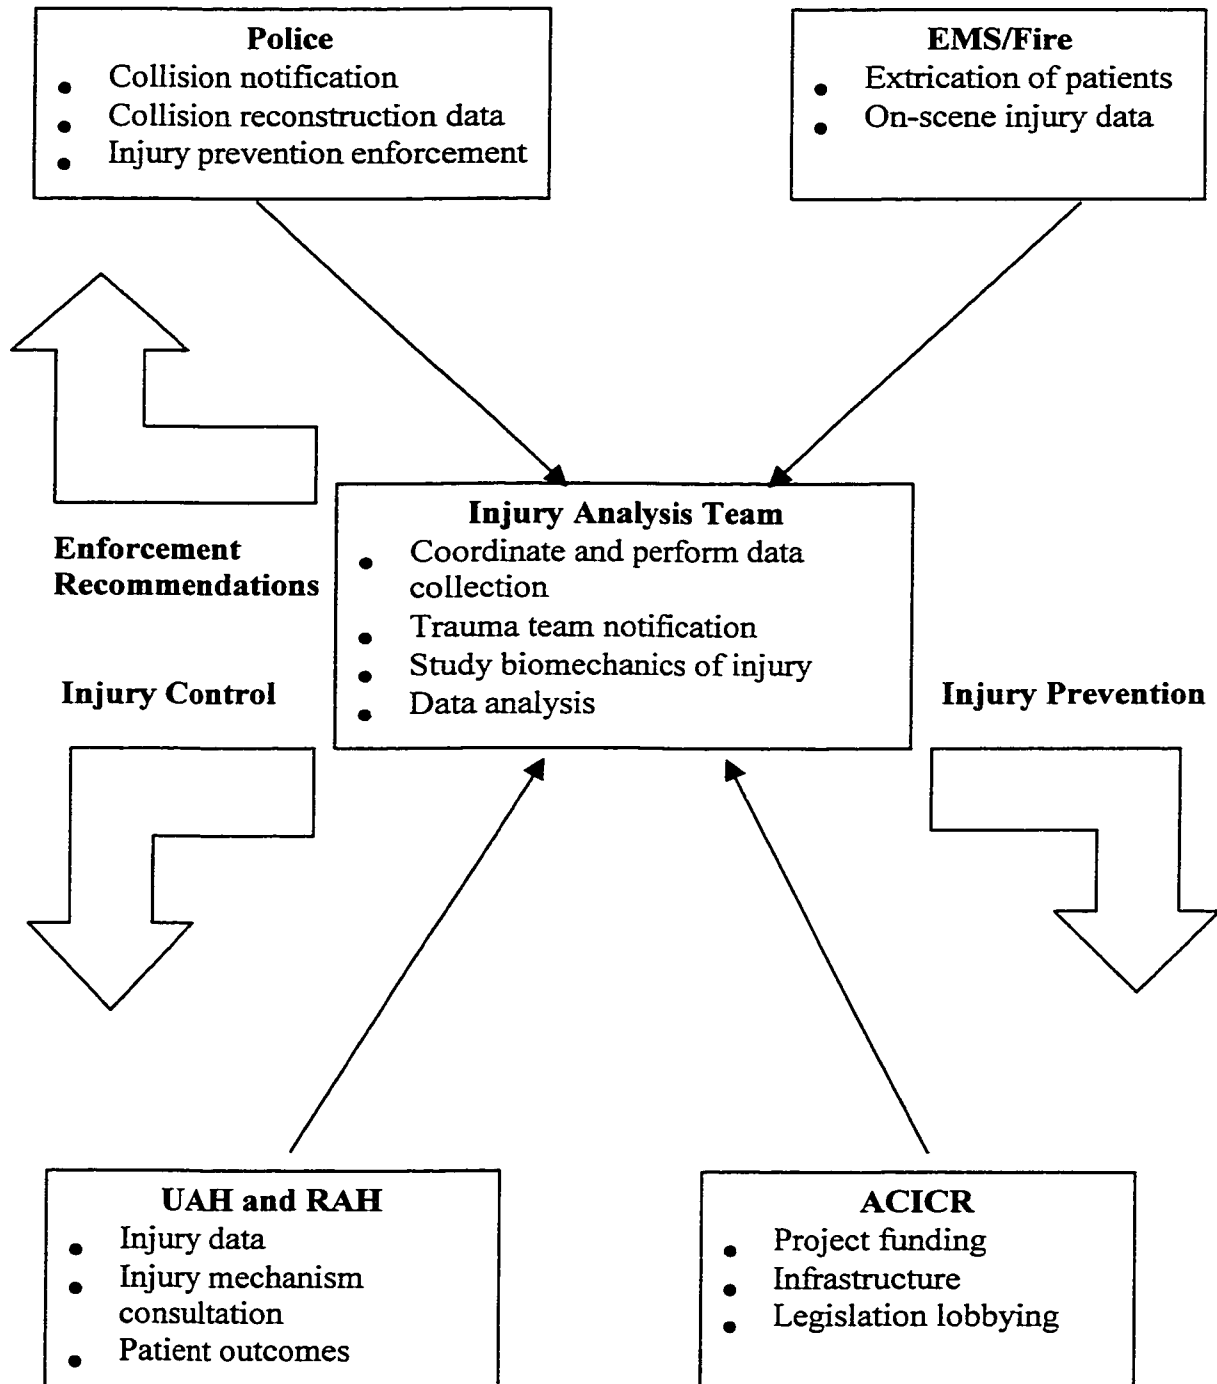 Police
• Collision notification
• Collision reconstruction data
• Injury prevention enforcement
EMS/Fire
• Extrication of patients
• On-scene injury data
Injury Analysis Team
• Coordinate and perform data
collection
• Trauma team notification
• Study biomechanics of injury
• Data analysis
Enforcement
Recommendations
Injury Control
Injury Prevention
UAH and RAH
• Injury data
• Injury mechanism
consultation
• Patient outcomes
ACICR
• Project funding
• Infrastructure
• Legislation lobbying